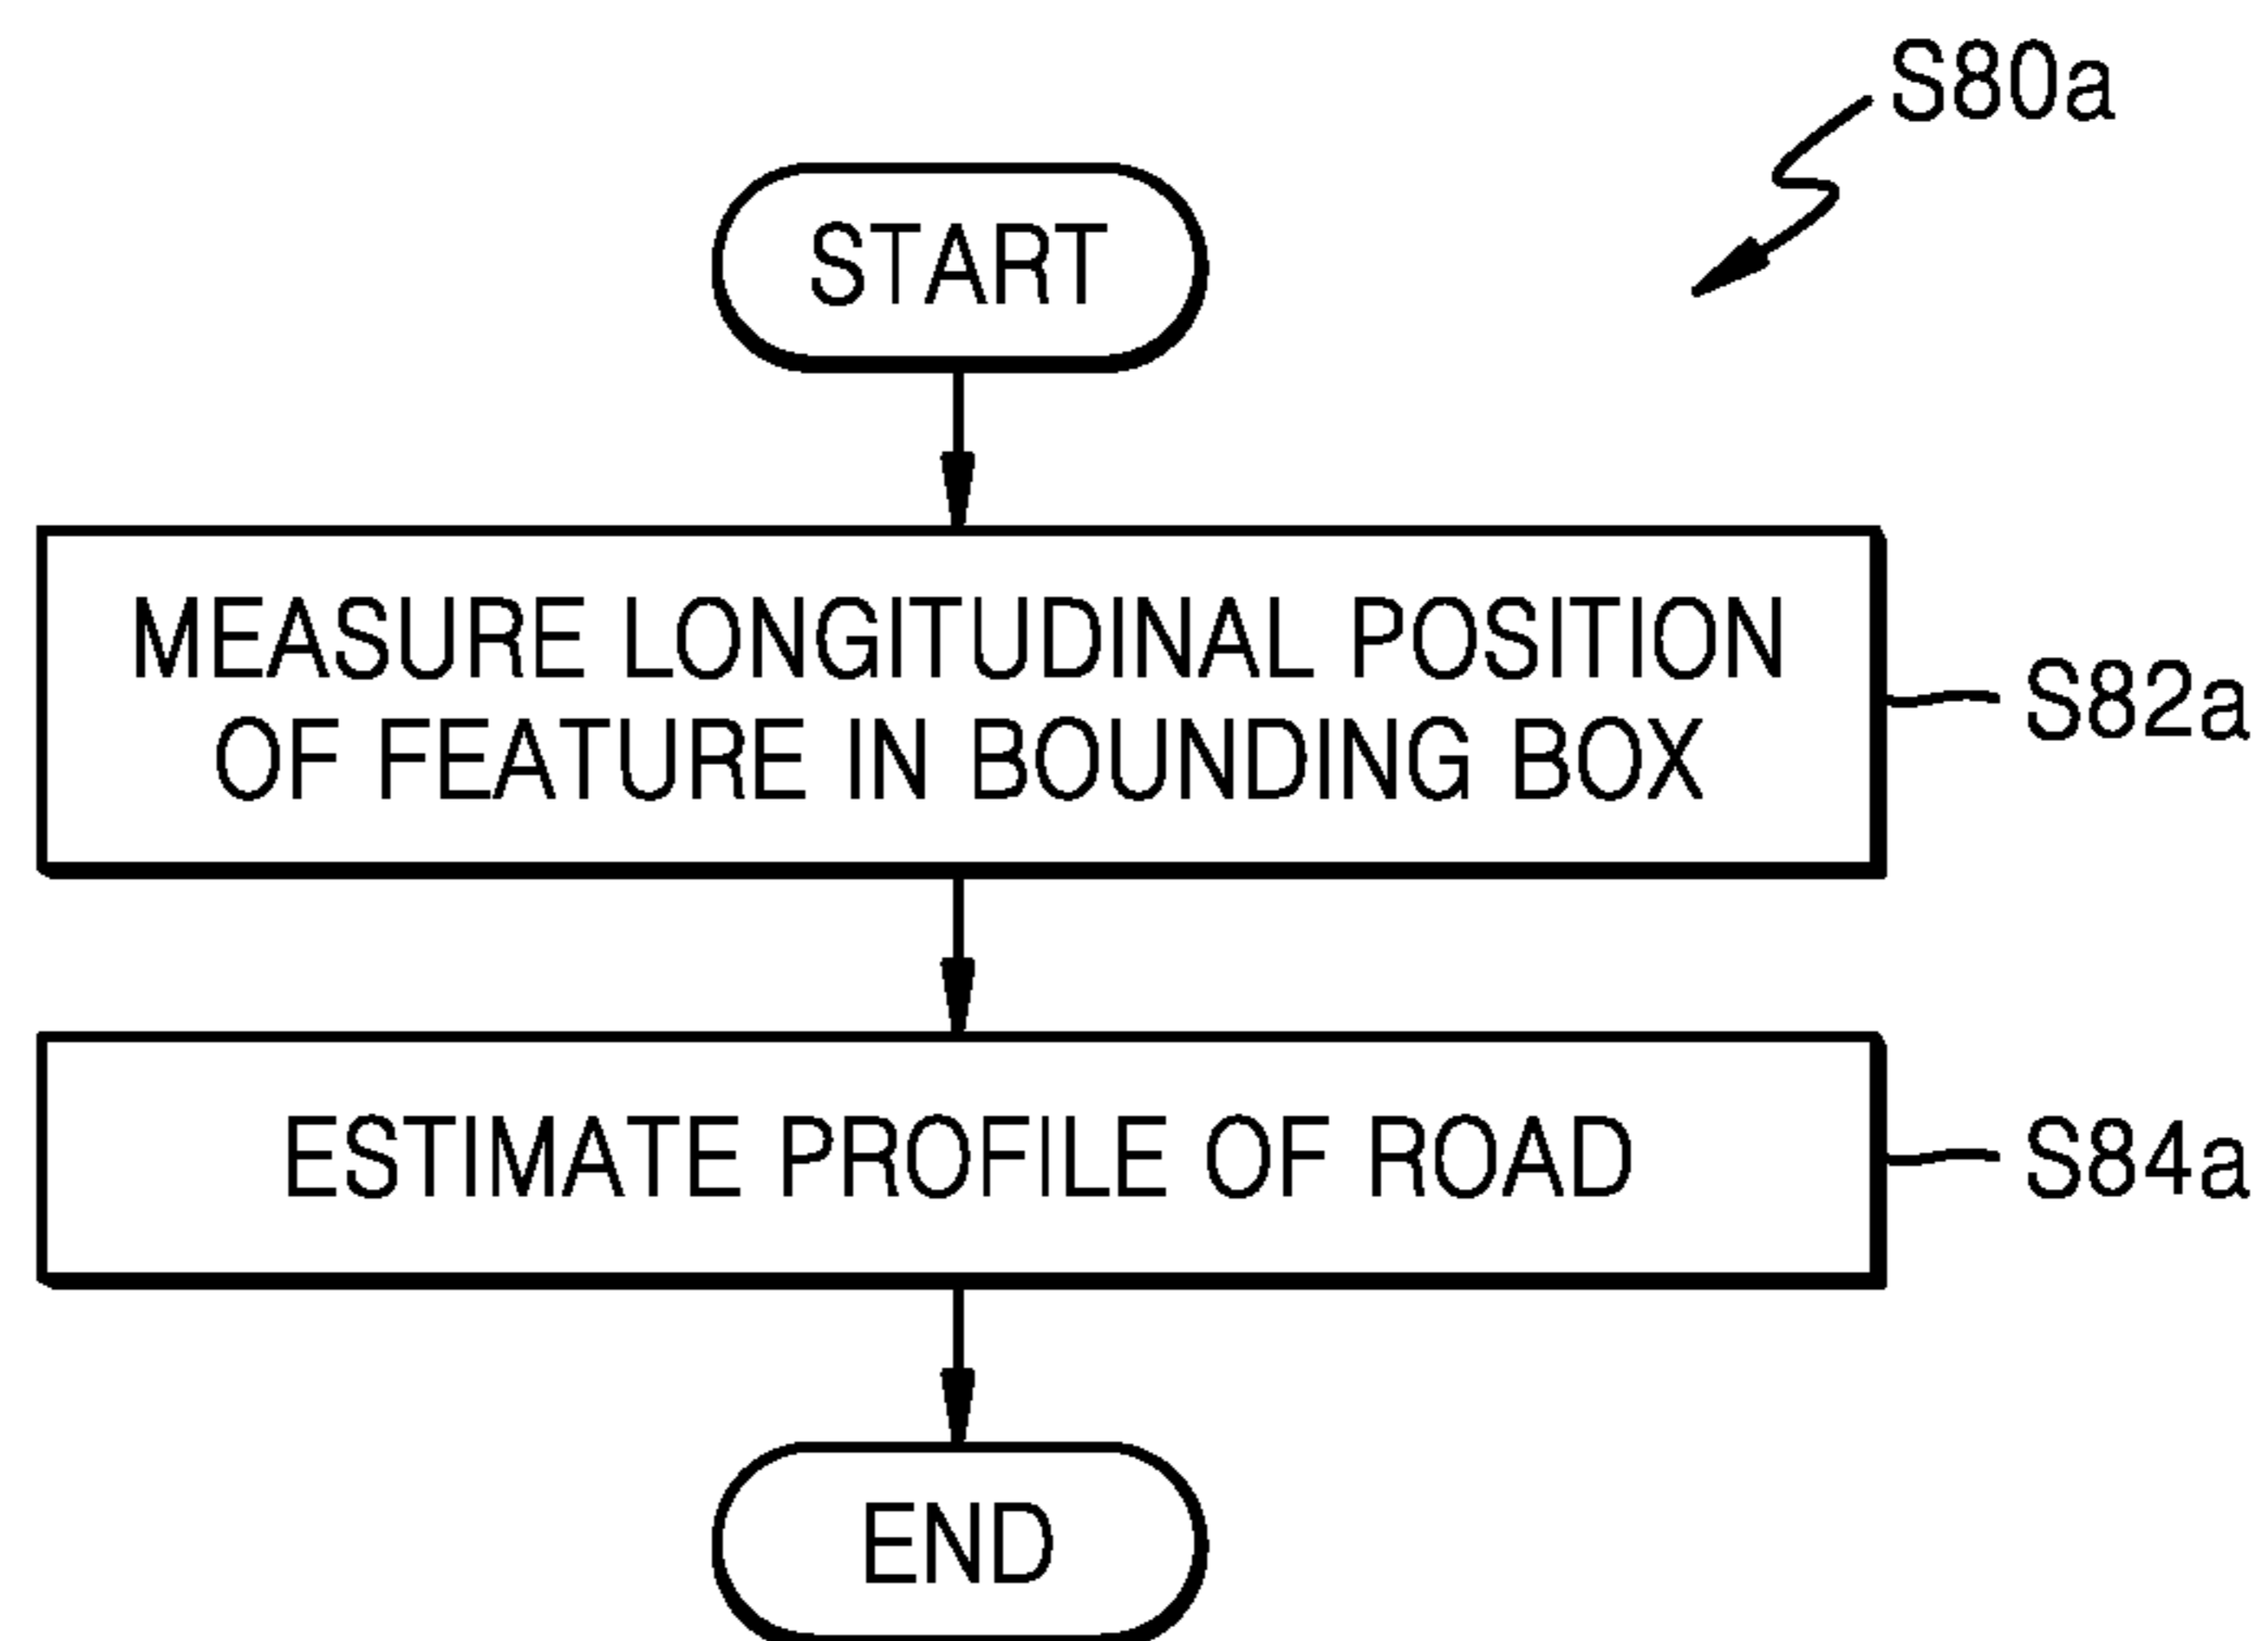 S80a
START
MEASURE LONGITUDINAL POSITION
OF FEATURE IN BOUNDING BOX
S82a
ESTIMATE PROFILE OF ROAD
S84a
END